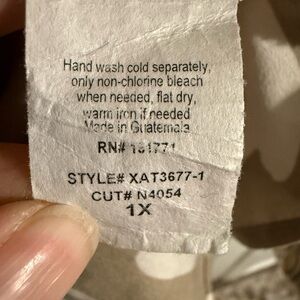 Hand wash cold separately,
only non-chlorine bleach
when needed, flat dry,
warm iron if needed
Made in Guatemala
RN# 131771
STYLE# XAT3677-1
CUT# N4054
1X